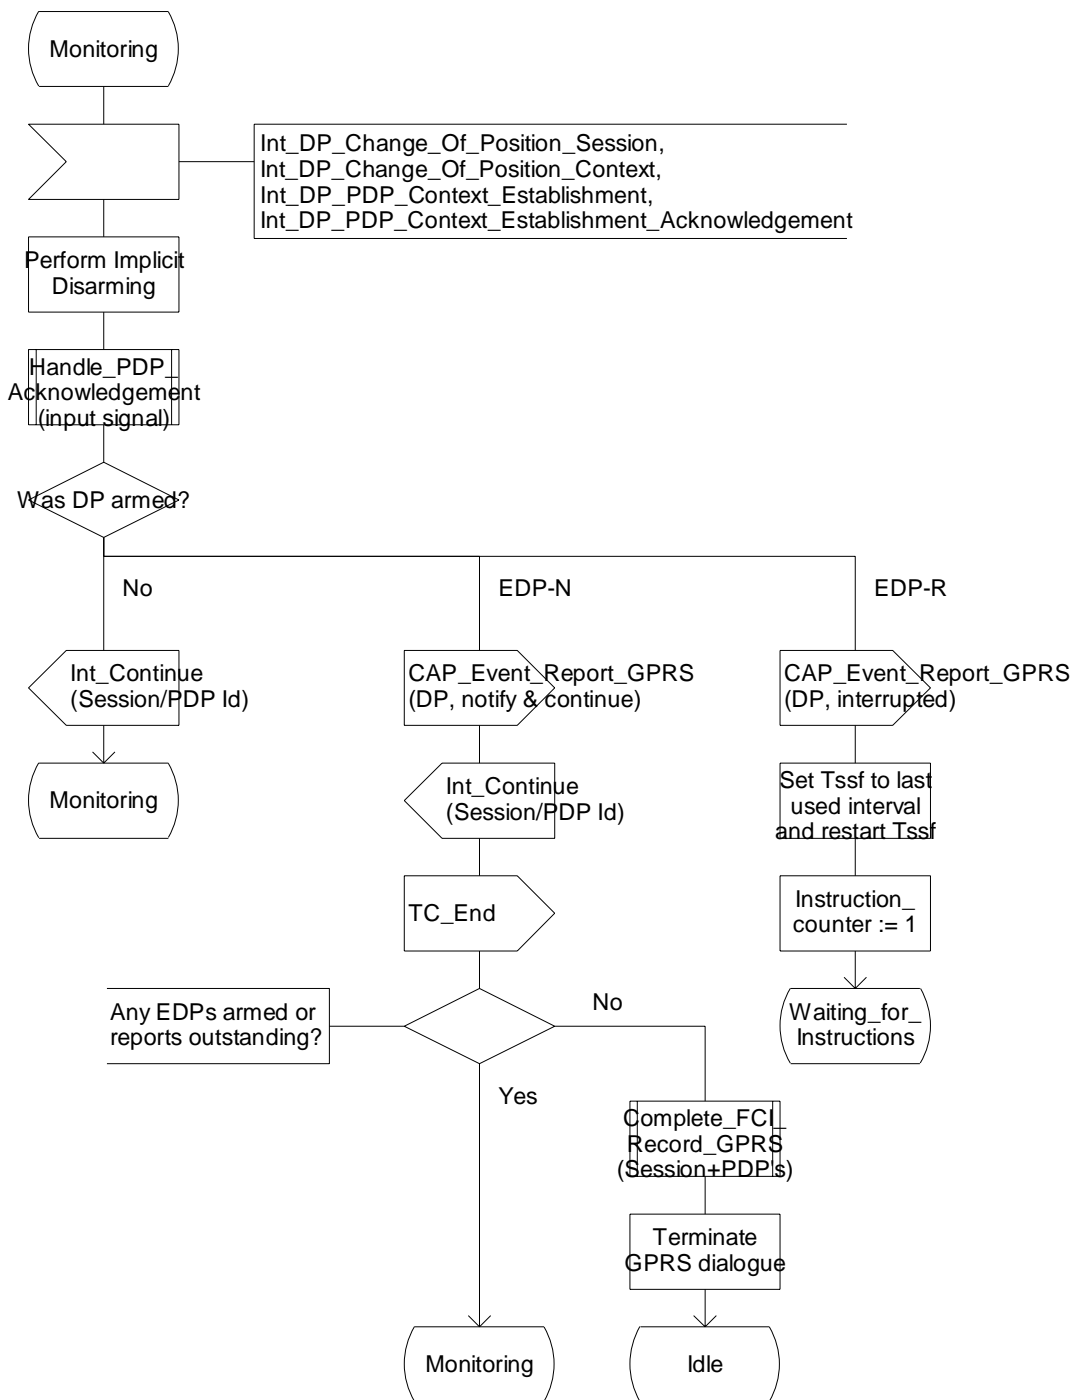 Monitoring
Int_DP_Change_Of_Position_Session,
Int_DP_Change_Of_Position_Context,
Int_DP_PDP_Context_Establishment,
Int_DP_PDP_Context_Establishment_Acknowledgement
Perform Implicit
Disarming
Handle_PDP_
Acknowledgement
(input signal)
Was DP armed?
No
EDP-N
EDP-R
Int_Continue
(Session/PDP Id)
CAP_Event_Report_GPRS
(DP, notify & continue)
CAP_Event_Report_GPRS
(DP, interrupted)
Monitoring
Int_Continue
(Session/PDP Id)
Set Tssf to last
used interval
and restart Tssf
TC_End
Instruction_
counter := 1
Any EDPs armed or
reports outstanding?
No
Waiting_for_
Instructions
Yes
Complete_FCI_
Record_GPRS
(Session+PDP's)
Terminate
GPRS dialogue
Monitoring
Idle